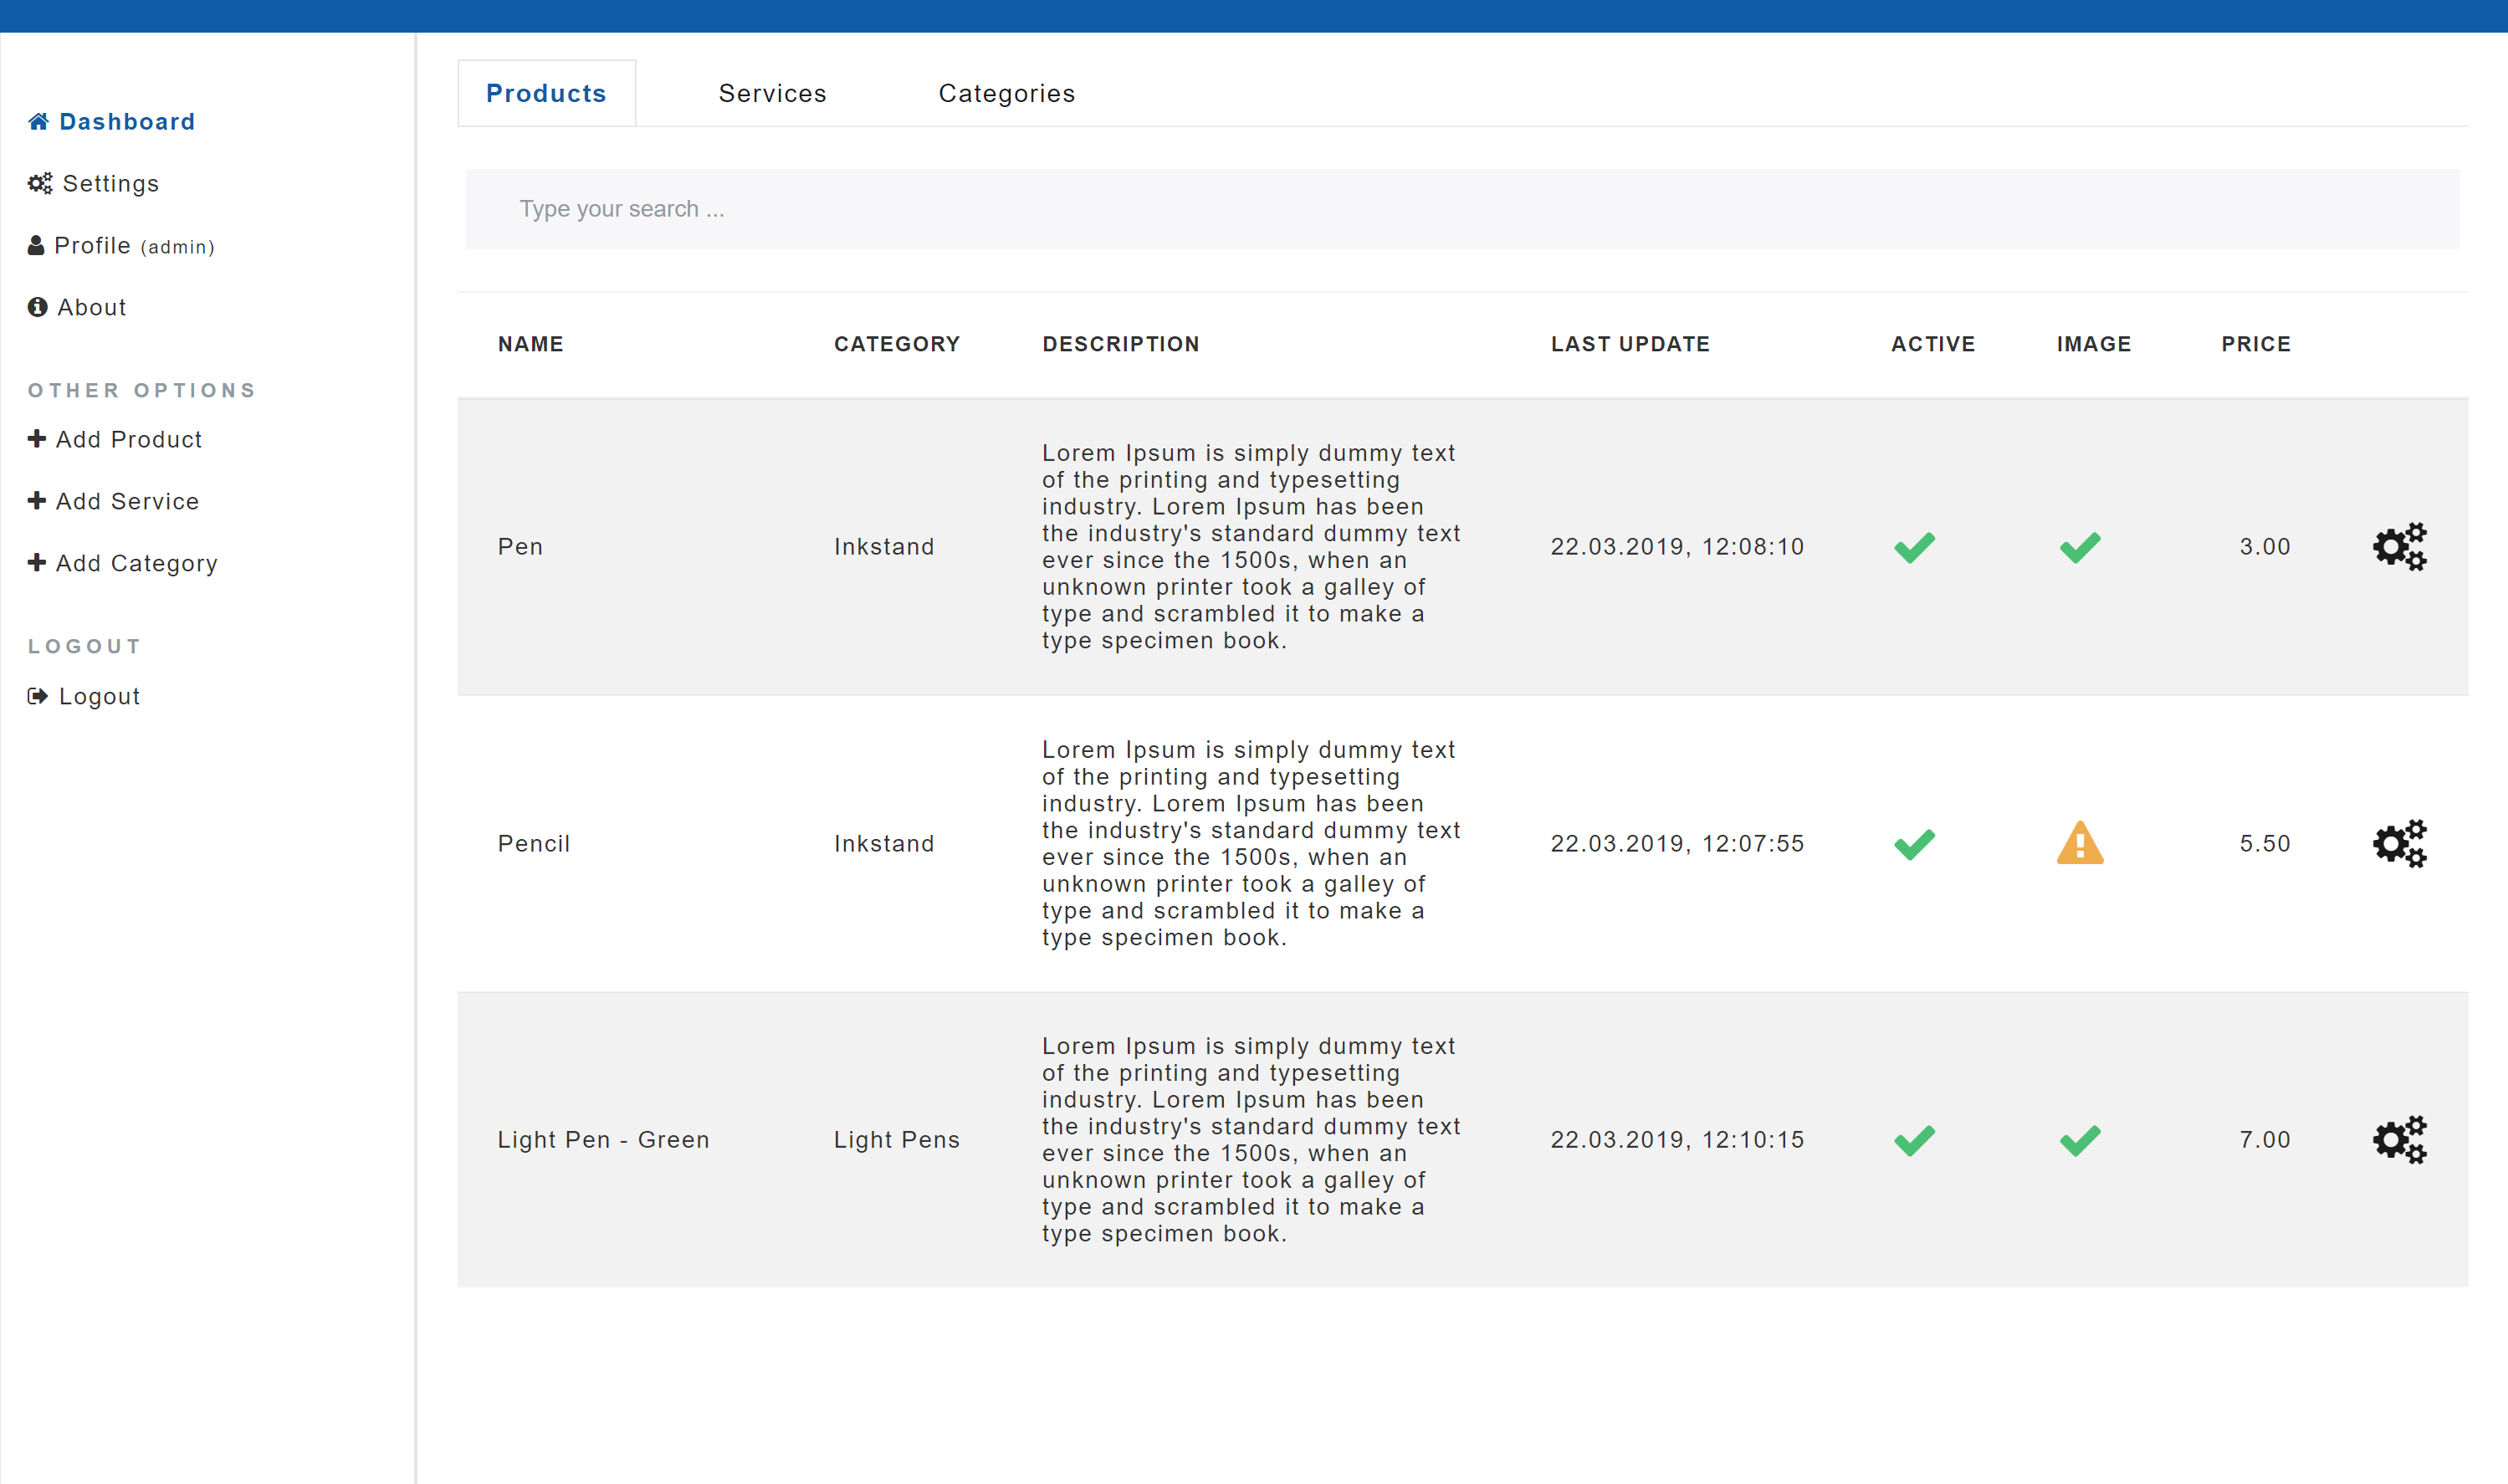 Dashboard
Settings
Profile (admin)
About
OTHER OPTIONS
Add Product
Add Service
Add Category
LOGOUT
Logout
Products Services Categories
Type your search ...
NAME CATEGORY DESCRIPTION LAST UPDATE ACTIVE IMAGE PRICE
Lorem Ipsum is simply dummy text
of the printing and typesetting
industry. Lorem Ipsum has been
the industry's standard dummy text
Pen Inkstand 22.03.2019, 12:08:10 3.00
ever since the 1500s, when an
unknown printer took a galley of
type and scrambled it to make a
type specimen book.
Lorem Ipsum is simply dummy text
of the printing and typesetting
industry. Lorem Ipsum has been
the industry's standard dummy text
Pencil Inkstand 22.03.2019, 12:07:55 5.50
ever since the 1500s, when an
unknown printer took a galley of
type and scrambled it to make a
type specimen book.
Lorem Ipsum is simply dummy text
of the printing and typesetting
industry. Lorem Ipsum has been
the industry's standard dummy text
Light Pen - Green Light Pens 22.03.2019, 12:10:15 7.00
ever since the 1500s, when an
unknown printer took a galley of
type and scrambled it to make a
type specimen book.